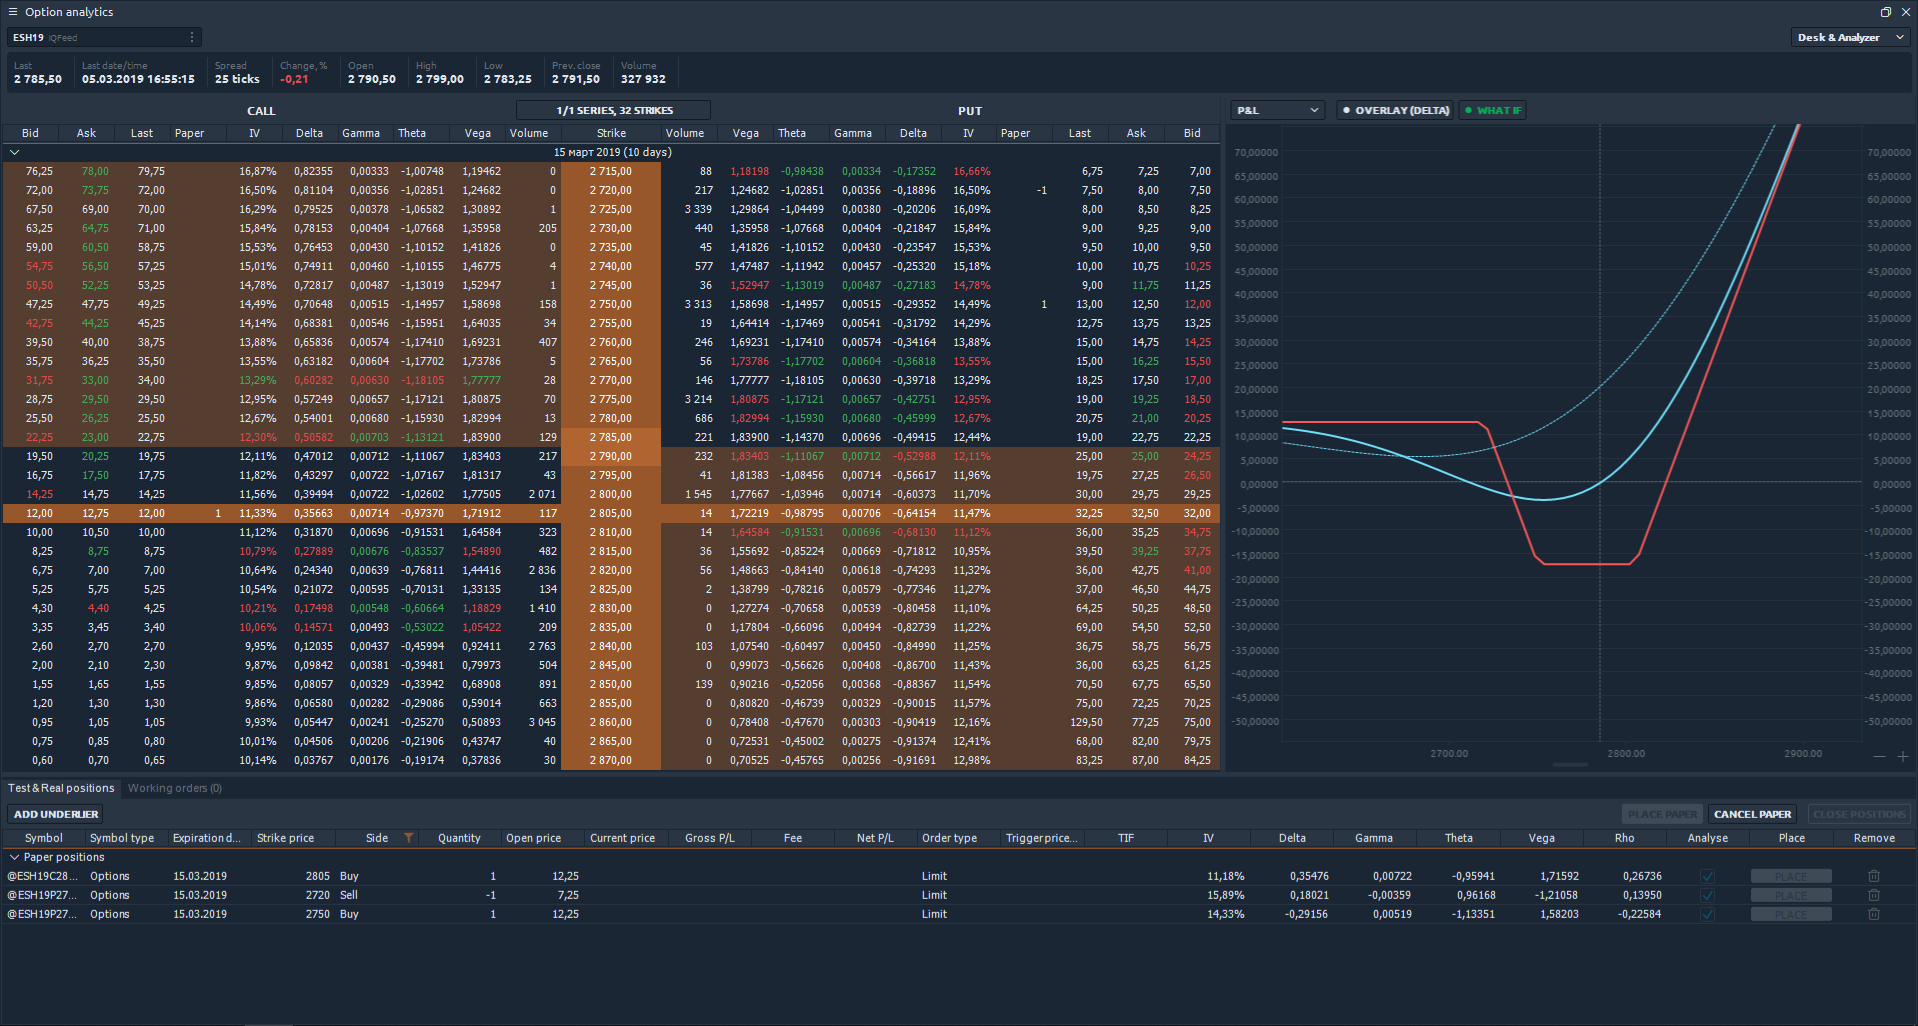 Option analytics
ESH19 IQFeed
Desk & Analyzer
Last Last date/time Spread Change, % Open High Low Prev. close Volume
2 785,50 05.03.2019 16:55:15 25 ticks -0,21 2 790,50 2 799,00 2 783,25 2 791,50 327 932
CALL 1/1 SERIES, 32 STRIKES PUT
P&L OVERLAY (DELTA) WHAT IF
Bid Ask Last Paper IV Delta Gamma Theta Vega Volume Strike Volume Vega Theta Gamma Delta IV Paper Last Ask Bid
15 март 2019 (10 days)
76,25 78,00 79,75 16,87% 0,82355 0,00333 -1,00748 1,19462 0 2 715,00 88 1,18198 -0,98438 0,00334 -0,17352 16,66% 6,75 7,25 7,00
72,00 73,75 72,00 16,50% 0,81104 0,00356 -1,02851 1,24682 0 2 720,00 217 1,24682 -1,02851 0,00356 -0,18896 16,50% -1 7,50 8,00 7,50
67,50 69,00 70,00 16,29% 0,79525 0,00378 -1,06582 1,30892 1 2 725,00 3 339 1,29864 -1,04499 0,00380 -0,20206 16,09% 8,00 8,50 8,25
63,25 64,75 71,00 15,84% 0,78153 0,00404 -1,07668 1,35958 205 2 730,00 440 1,35958 -1,07668 0,00404 -0,21847 15,84% 9,00 9,25 9,00
59,00 60,50 58,75 15,53% 0,76453 0,00430 -1,10152 1,41826 0 2 735,00 45 1,41826 -1,10152 0,00430 -0,23547 15,53% 9,50 10,00 9,50
54,75 56,50 57,25 15,01% 0,74911 0,00460 -1,10155 1,46775 4 2 740,00 577 1,47487 -1,11942 0,00457 -0,25320 15,18% 10,00 10,75 10,25
50,50 52,25 53,25 14,78% 0,72817 0,00487 -1,13019 1,52947 1 2 745,00 36 1,52947 -1,13019 0,00487 -0,27183 14,78% 9,00 11,75 11,25
47,25 47,75 49,25 14,49% 0,70648 0,00515 -1,14957 1,58698 158 2 750,00 3 313 1,58698 -1,14957 0,00515 -0,29352 14,49% 1 13,00 12,50 12,00
42,75 44,25 45,25 14,14% 0,68381 0,00546 -1,15951 1,64035 34 2 755,00 19 1,64414 -1,17469 0,00541 -0,31792 14,29% 12,75 13,75 13,25
39,50 40,00 38,75 13,88% 0,65836 0,00574 -1,17410 1,69231 407 2 760,00 246 1,69231 -1,17410 0,00574 -0,34164 13,88% 15,00 14,75 14,25
35,75 36,25 35,50 13,55% 0,63182 0,00604 -1,17702 1,73786 5 2 765,00 56 1,73786 -1,17702 0,00604 -0,36818 13,55% 15,00 16,25 15,50
31,75 33,00 34,00 13,29% 0,60282 0,00630 -1,18105 1,77777 28 2 770,00 146 1,77777 -1,18105 0,00630 -0,39718 13,29% 18,25 17,50 17,00
28,75 29,50 29,50 12,95% 0,57249 0,00657 -1,17121 1,80875 70 2 775,00 3 214 1,80875 -1,17121 0,00657 -0,42751 12,95% 19,00 19,25 18,50
25,50 26,25 25,50 12,67% 0,54001 0,00680 -1,15930 1,82994 13 2 780,00 686 1,82994 -1,15930 0,00680 -0,45999 12,67% 20,75 21,00 20,25
22,25 23,00 22,75 12,30% 0,50582 0,00703 -1,13121 1,83900 129 2 785,00 221 1,83900 -1,14370 0,00696 -0,49415 12,44% 19,00 22,75 22,25
19,50 20,25 19,75 12,11% 0,47012 0,00712 -1,11067 1,83403 217 2 790,00 232 1,83403 -1,11067 0,00712 -0,52988 12,11% 25,00 25,00 24,25
16,75 17,50 17,75 11,82% 0,43297 0,00722 -1,07167 1,81317 43 2 795,00 41 1,81383 -1,08456 0,00714 -0,56617 11,96% 19,75 27,25 26,50
14,25 14,75 14,25 11,56% 0,39494 0,00722 -1,02602 1,77505 2 071 2 800,00 1 545 1,77667 -1,03946 0,00714 -0,60373 11,70% 30,00 29,75 29,25
12,00 12,75 12,00 1 11,33% 0,35663 0,00714 -0,97370 1,71912 117 2 805,00 14 1,72219 -0,98795 0,00706 -0,64154 11,47% 32,25 32,50 32,00
10,00 10,50 10,00 11,12% 0,31870 0,00696 -0,91531 1,64584 323 2 810,00 14 1,64584 -0,91531 0,00696 -0,68130 11,12% 36,00 35,25 34,75
8,25 8,75 8,75 10,79% 0,27889 0,00676 -0,83537 1,54890 482 2 815,00 36 1,55692 -0,85224 0,00669 -0,71812 10,95% 39,50 39,25 37,75
6,75 7,00 7,00 10,64% 0,24340 0,00639 -0,76811 1,44416 2 836 2 820,00 56 1,48663 -0,84140 0,00618 -0,74293 11,32% 36,00 42,75 41,00
5,25 5,75 5,25 10,54% 0,21072 0,00595 -0,70131 1,33135 134 2 825,00 2 1,38799 -0,78216 0,00579 -0,77346 11,27% 37,00 46,50 44,75
4,30 4,40 4,25 10,21% 0,17498 0,00548 -0,60664 1,18829 1 410 2 830,00 0 1,27274 -0,70658 0,00539 -0,80458 11,10% 64,25 50,25 48,50
3,35 3,45 3,40 10,06% 0,14571 0,00493 -0,53022 1,05422 209 2 835,00 0 1,17804 -0,66096 0,00494 -0,82739 11,22% 69,00 54,50 52,50
2,60 2,70 2,70 9,95% 0,12035 0,00437 -0,45994 0,92411 2 763 2 840,00 103 1,07540 -0,60497 0,00450 -0,84990 11,25% 36,75 58,75 56,75
2,00 2,10 2,30 9,87% 0,09842 0,00381 -0,39481 0,79973 504 2 845,00 0 0,99073 -0,56626 0,00408 -0,86700 11,43% 36,00 63,25 61,25
1,55 1,65 1,55 9,85% 0,08057 0,00329 -0,33942 0,68908 891 2 850,00 139 0,90216 -0,52056 0,00368 -0,88367 11,54% 70,50 67,75 65,50
1,20 1,30 1,30 9,86% 0,06580 0,00282 -0,29086 0,59014 663 2 855,00 0 0,80820 -0,46739 0,00329 -0,90015 11,57% 75,00 72,25 70,25
0,95 1,05 1,05 9,93% 0,05447 0,00241 -0,25270 0,50893 3 045 2 860,00 0 0,78408 -0,47670 0,00303 -0,90419 12,16% 129,50 77,25 75,00
0,75 0,85 0,80 10,01% 0,04506 0,00206 -0,21906 0,43747 40 2 865,00 0 0,72531 -0,45002 0,00275 -0,91374 12,41% 68,00 82,00 79,75
0,60 0,70 0,65 10,14% 0,03767 0,00176 -0,19174 0,37836 30 2 870,00 0 0,70525 -0,45765 0,00256 -0,91691 12,98% 83,25 87,00 84,25
70,00000 70,00000
65,00000 65,00000
60,00000 60,00000
55,00000 55,00000
50,00000 50,00000
45,00000 45,00000
40,00000 40,00000
35,00000 35,00000
30,00000 30,00000
25,00000 25,00000
20,00000 20,00000
15,00000 15,00000
10,00000 10,00000
5,00000 5,00000
0,00000 0,00000
-5,00000 -5,00000
-10,00000 -10,00000
-15,00000 -15,00000
-20,00000 -20,00000
-25,00000 -25,00000
-30,00000 -30,00000
-35,00000 -35,00000
-40,00000 -40,00000
-45,00000 -45,00000
-50,00000 -50,00000
2700.00 2800.00 2900.00
Test & Real positions Working orders (0)
ADD UNDERLIER PLACE PAPER CANCEL PAPER CLOSE POSITIONS
Symbol Symbol type Expiration d... Strike price Side Quantity Open price Current price Gross P/L Fee Net P/L Order type Trigger price... TIF IV Delta Gamma Theta Vega Rho Analyse Place Remove
Paper positions
@ESH19C28... Options 15.03.2019 2805 Buy 1 12,25 Limit 11,18% 0,35476 0,00722 -0,95941 1,71592 0,26736 PLACE
@ESH19P27... Options 15.03.2019 2720 Sell -1 7,25 Limit 15,89% 0,18021 -0,00359 0,96168 -1,21058 0,13950 PLACE
@ESH19P27... Options 15.03.2019 2750 Buy 1 12,25 Limit 14,33% -0,29156 0,00519 -1,13351 1,58203 -0,22584 PLACE